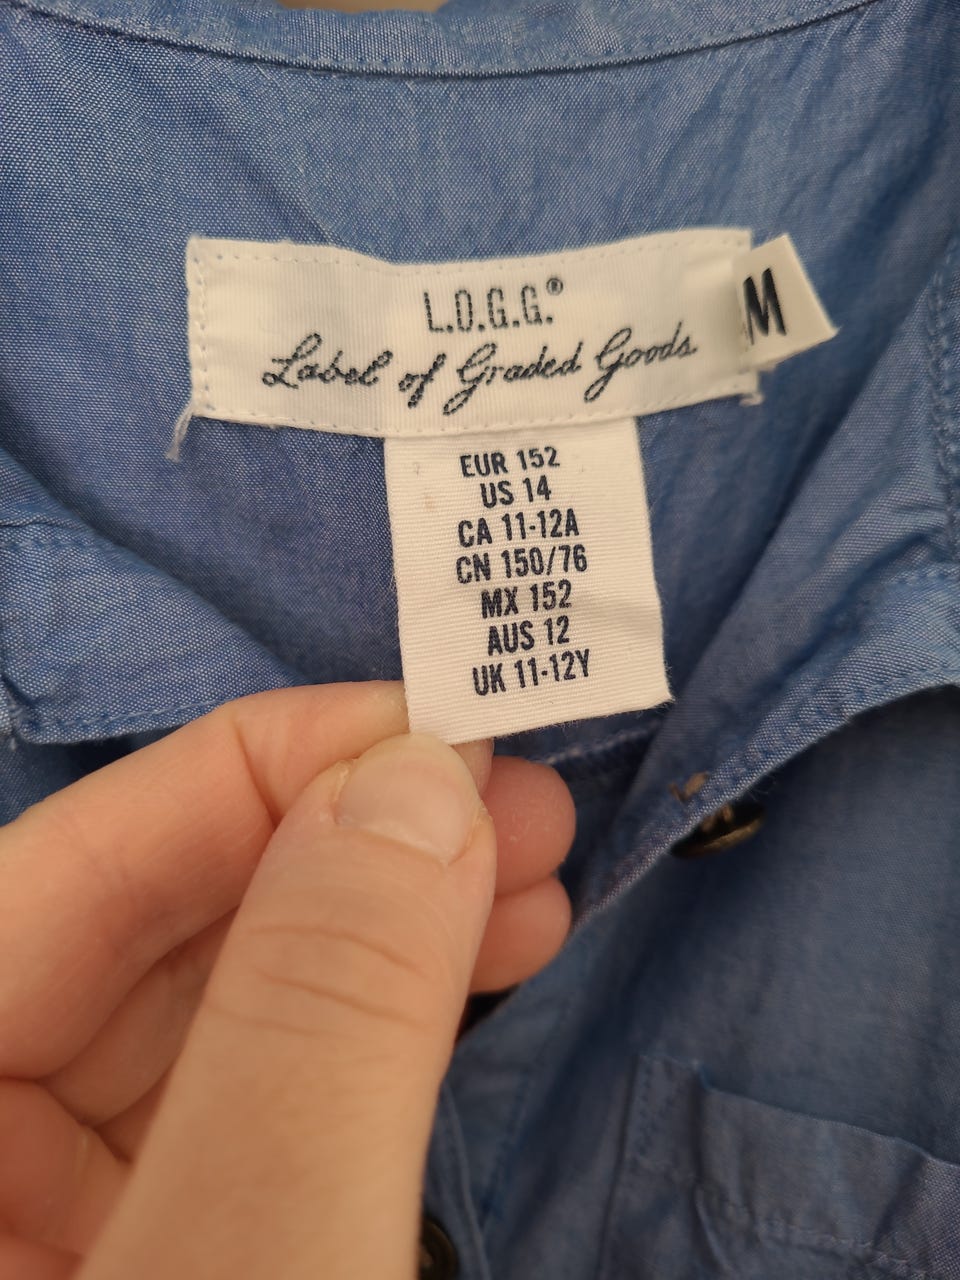 L.O.G.G.®
Label of Graded Goods
M
EUR 152
US 14
CA 11-12A
CN 150/76
MX 152
AUS 12
UK 11-12Y